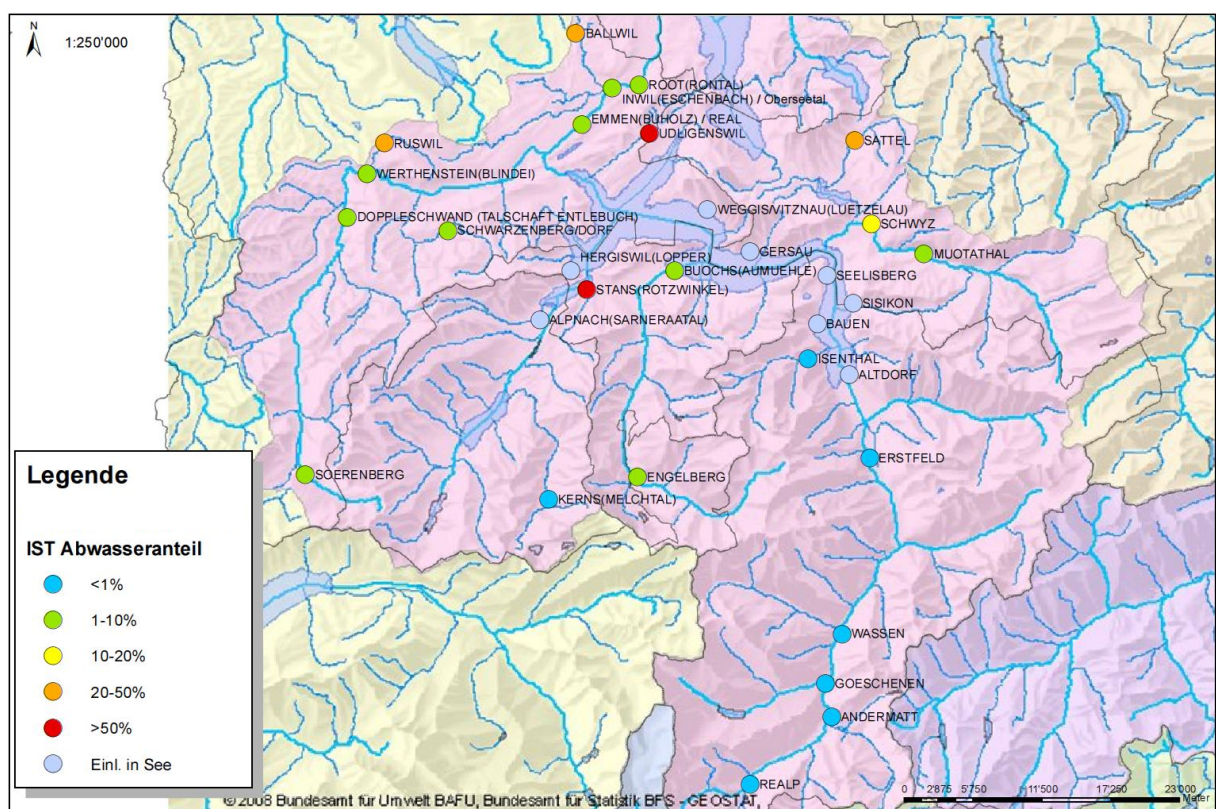 N
1:250'000
BALLWIL
ROOT(RONTAL)
INWIL(ESCHENBACH) / Oberseetal
EMMEN(BUHOLZ) / REAL
UDLIGENSWIL
RUSWIL
SATTEL
WERTHENSTEIN(BLINDEI)
WEGGIS/VITZNAU(LUETZELAU)
DOPPLESCHWAND (TALSCHAFT ENTLEBUCH)
SCHWYZ
SCHWARZENBERG/DORF
GERSAU
MUOTATHAL
HERGISWIL(LOPPER)
BUOCHS(AUMUEHLE)
SEELISBERG
STANS(ROTZWINKEL)
SISIKON
ALPNACH(SARNERAATAL)
BAUEN
ISENTHAL
ALTDORF
ERSTFELD
SOERENBERG
ENGELBERG
KERNS(MELCHTAL)
WASSEN
GOESCHENEN
ANDERMATT
REALP
Legende
IST Abwasseranteil
<1%
1-10%
10-20%
20-50%
>50%
Einl. in See
0 2'875 5'750 11'500 17'250 23'000
Meter
©2008 Bundesamt für Umwelt BAFU, Bundesamt für Statistik BFS - GEOSTAT,